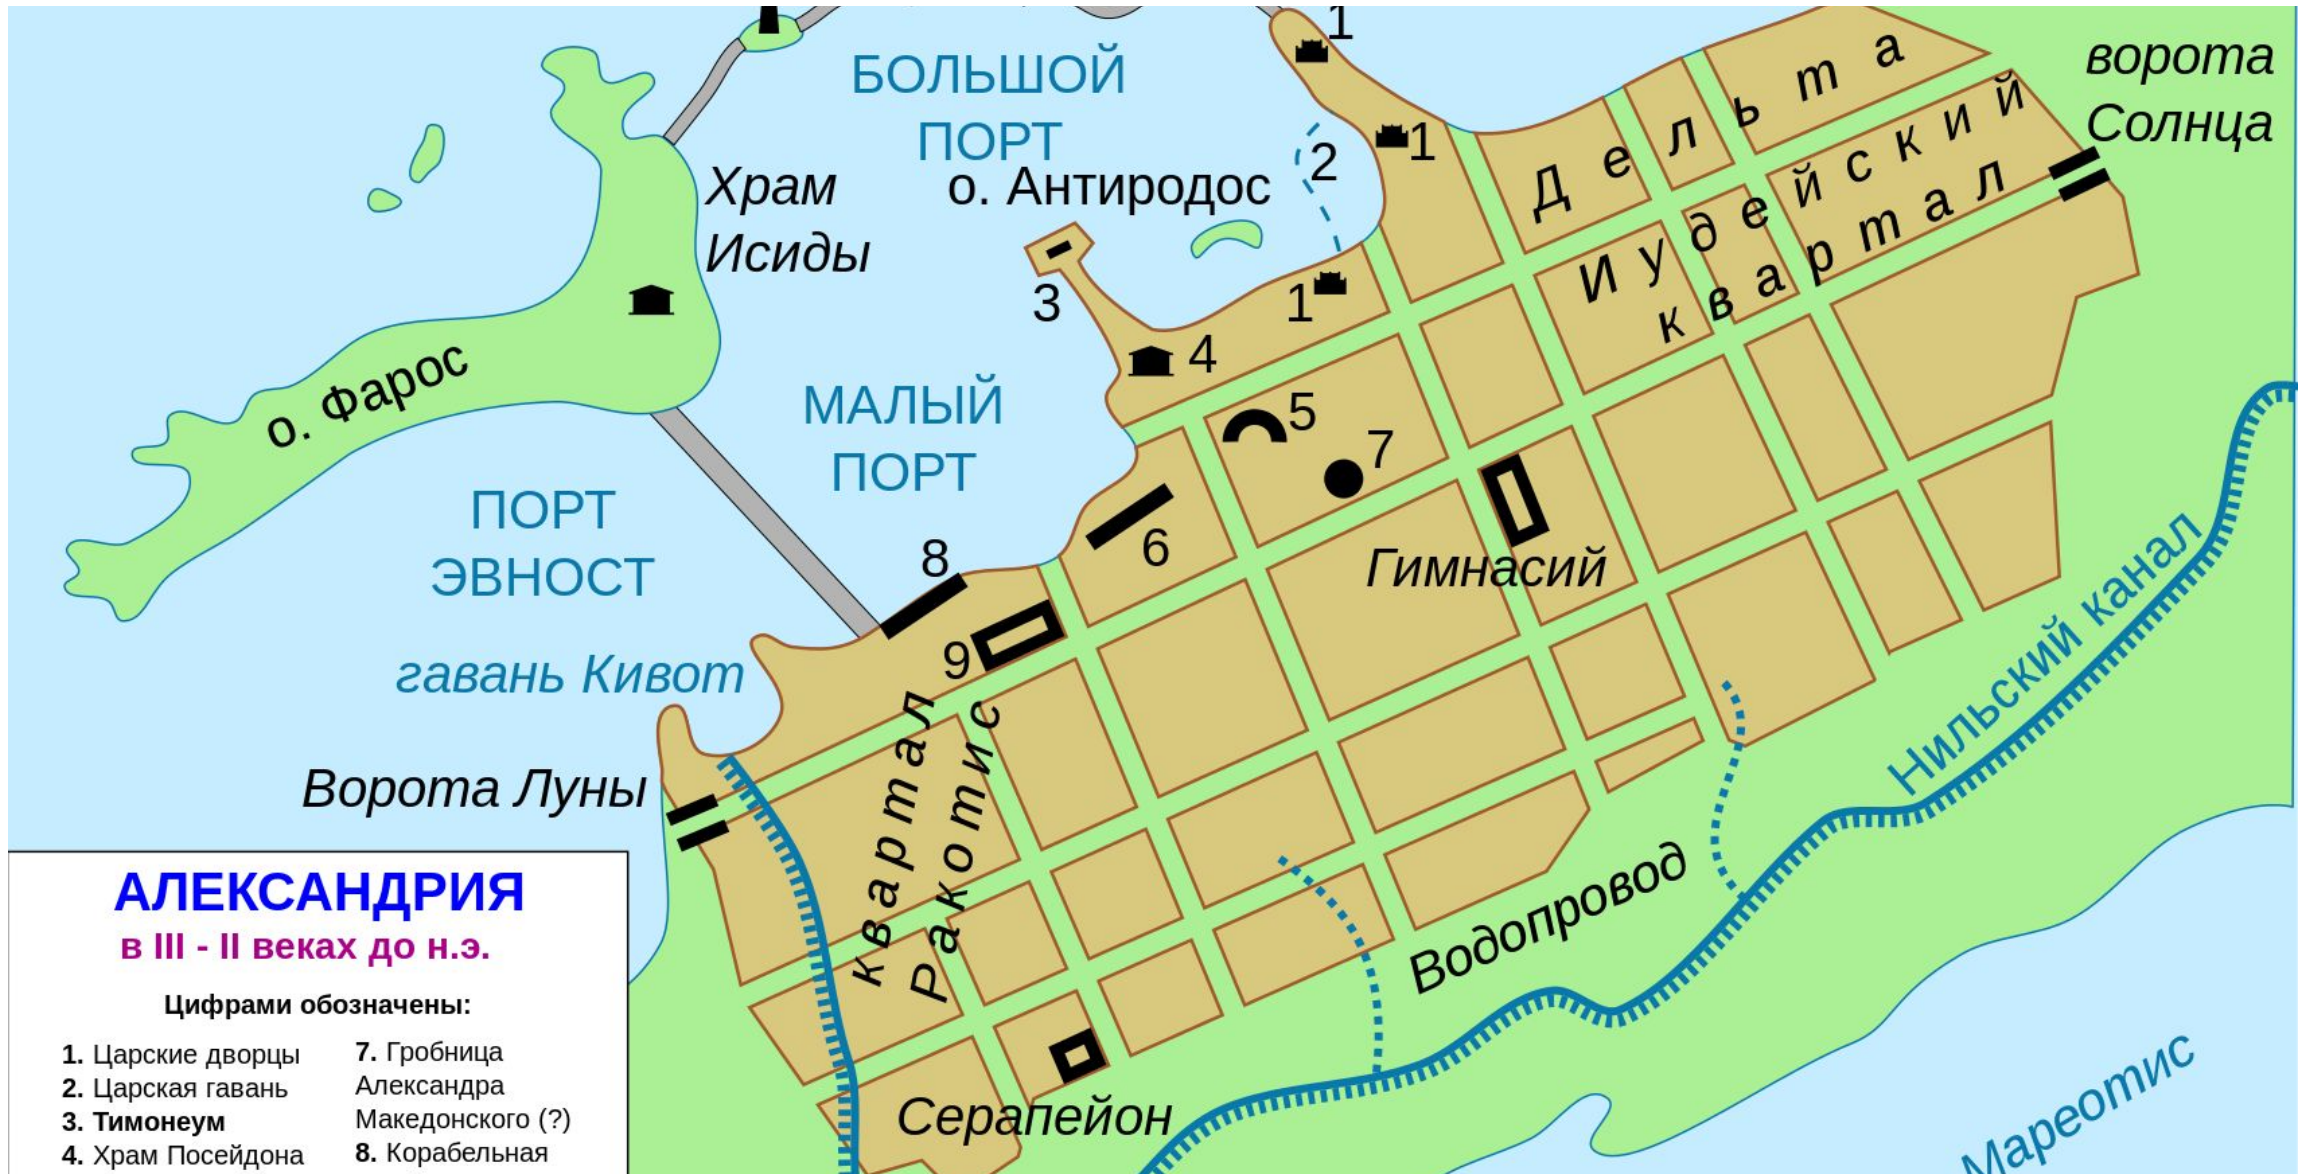 1
БОЛЬШОЙ
ПОРТ
ворота
Солнца
Дельта
Иудейский
квартал
1
2
Храм
Исиды
о. Антиродос
3
1
4
о. Фарос
МАЛЫЙ
ПОРТ
5
7
6
ПОРТ
ЭВНОСТ
8
Гимнасий
9
гавань Кивот
квартал
Ракотис
Нильский канал
Ворота Луны
Водопровод
Серапейон
Мареотис
АЛЕКСАНДРИЯ
в III - II веках до н.э.
Цифрами обозначены:
1. Царские дворцы
2. Царская гавань
3. Тимонеум
4. Храм Посейдона
7. Гробница
Александра
Македонского (?)
8. Корабельная